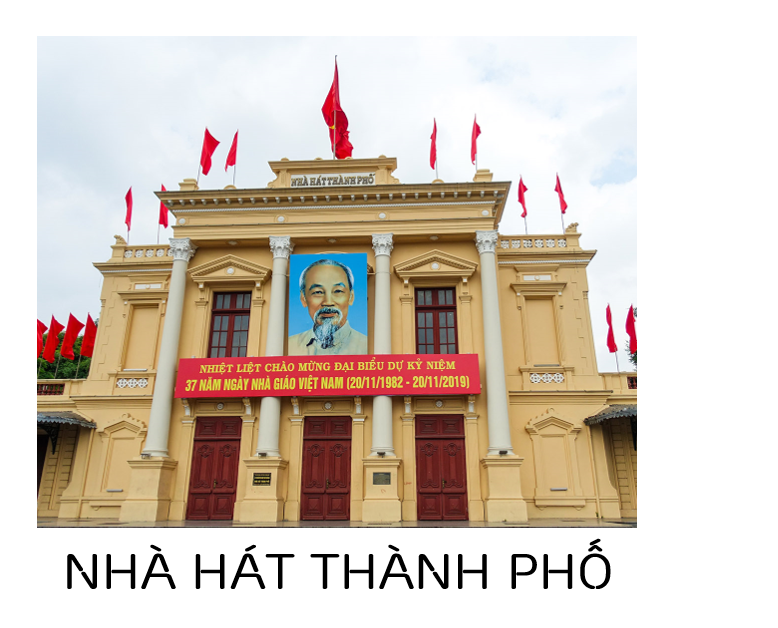 NHÀ HÁT THÀNH PHỐ
NHIỆT LIỆT CHÀO MỪNG ĐẠI BIỂU DỰ KỶ NIỆM
37 NĂM NGÀY NHÀ GIÁO VIỆT NAM (20/11/1982 - 20/11/2019)
NHÀ HÁT THÀNH PHỐ